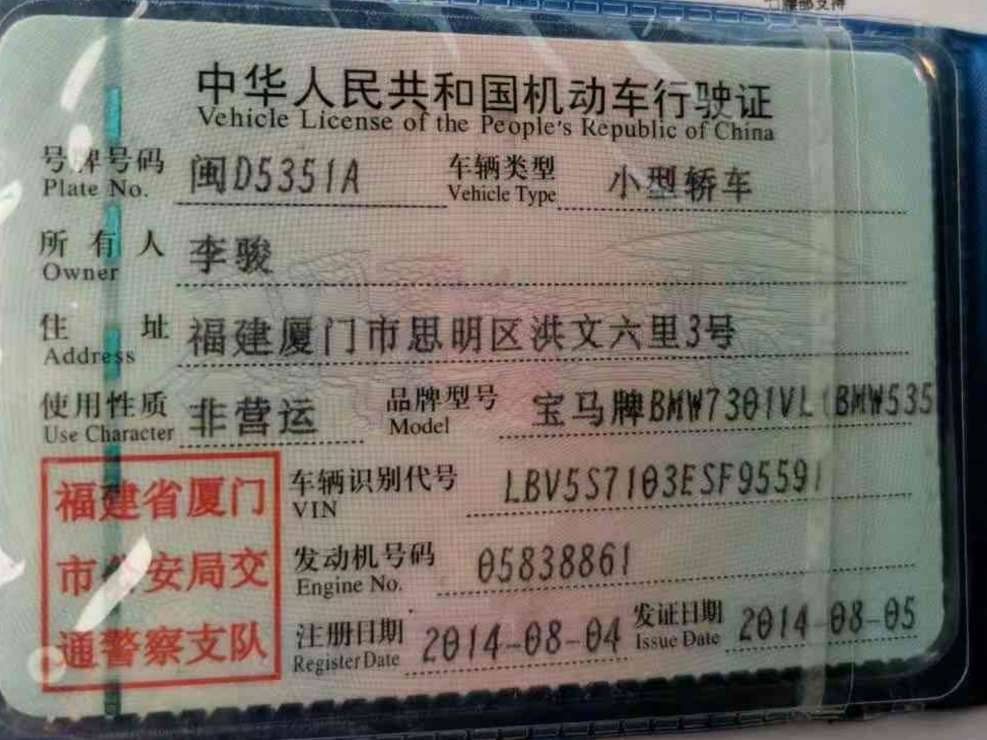 中华人民共和国机动车行驶证
Vehicle License of the People's Republic of China
号牌号码 闽D5351A 车辆类型 小型轿车
Plate No. Vehicle Type
所有人 李骏
Owner
住址 福建厦门市思明区洪文六里3号
Address
使用性质 非营运 品牌型号 宝马牌BMW7301VL(BMW535
Use Character Model
福建省厦门
市公安局交
通警察支队
车辆识别代号 LBV5S7103ESF95591
VIN
发动机号码 05838861
Engine No.
注册日期 2014-08-04 发证日期 2014-08-05
Register Date Issue Date